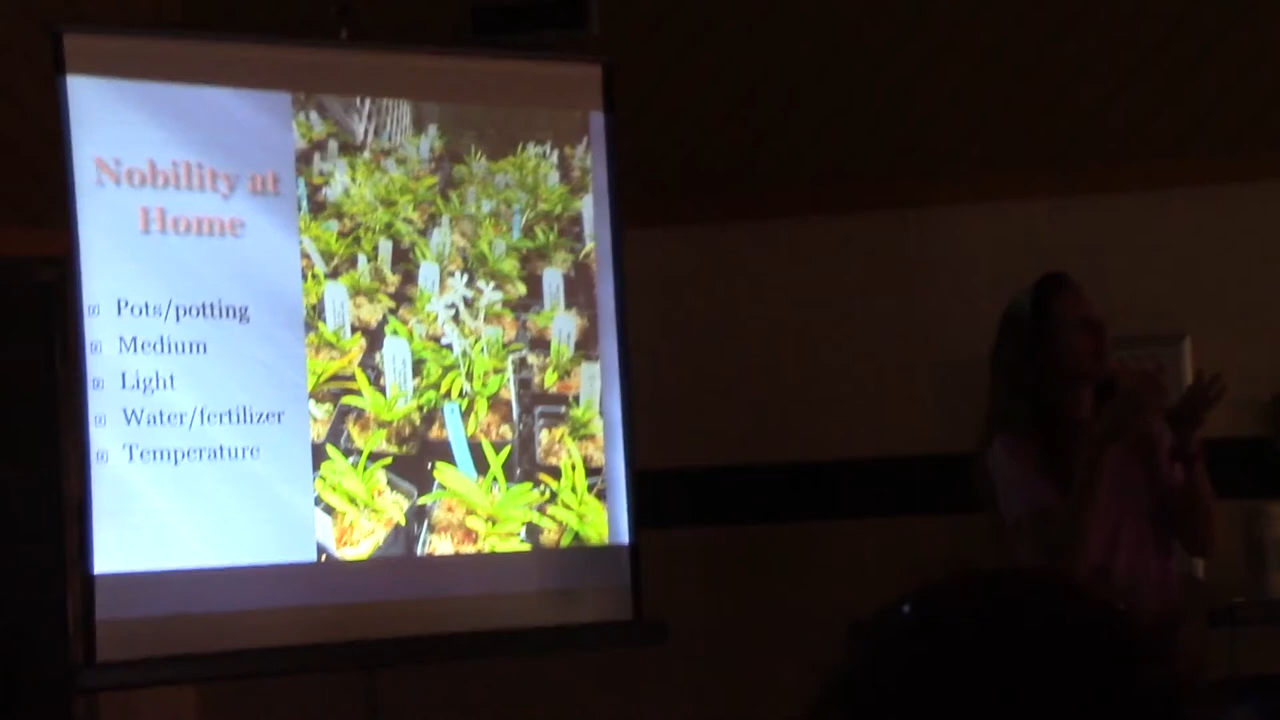 Nobility at
Home
Pots/potting
Medium
Light
Water/fertilizer
Temperature